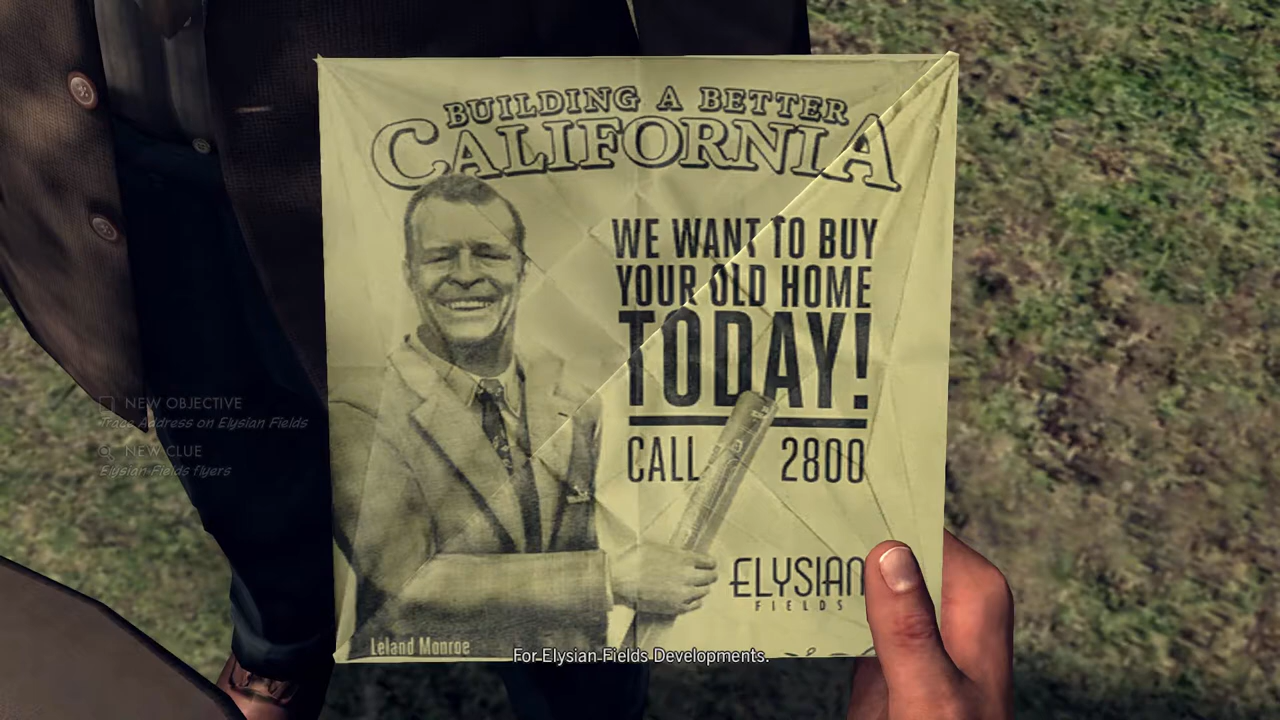 BUILDING A BETTER
CALIFORNIA
WE WANT TO BUY
YOUR OLD HOME
TODAY!
CALL 2800
ELYSIAN
FIELDS
Leland Monroe
NEW OBJECTIVE
Trace Address on Elysian Fields
NEW CLUE
Elysian Fields flyers
For Elysian Fields Developments.